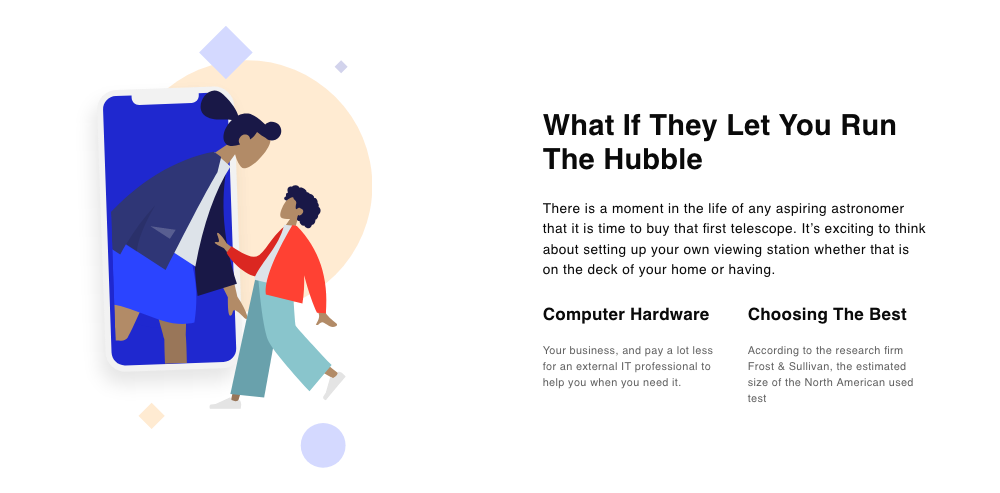 What If They Let You Run
The Hubble
There is a moment in the life of any aspiring astronomer
that it is time to buy that first telescope. It’s exciting to think
about setting up your own viewing station whether that is
on the deck of your home or having.
Computer Hardware
Your business, and pay a lot less
for an external IT professional to
help you when you need it.
Choosing The Best
According to the research firm
Frost & Sullivan, the estimated
size of the North American used
test